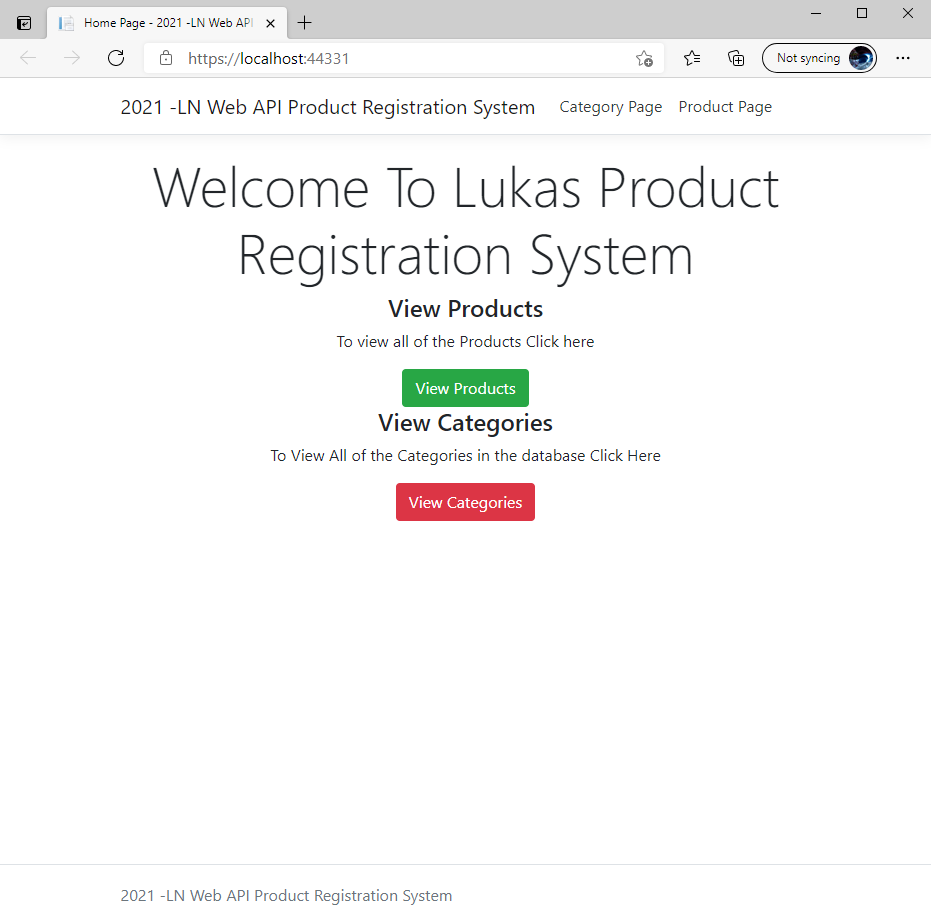 Home Page - 2021 -LN Web API
https://localhost:44331
Not syncing
2021 -LN Web API Product Registration System Category Page Product Page
Welcome To Lukas Product
Registration System
View Products
To view all of the Products Click here
View Products
View Categories
To View All of the Categories in the database Click Here
View Categories
2021 -LN Web API Product Registration System